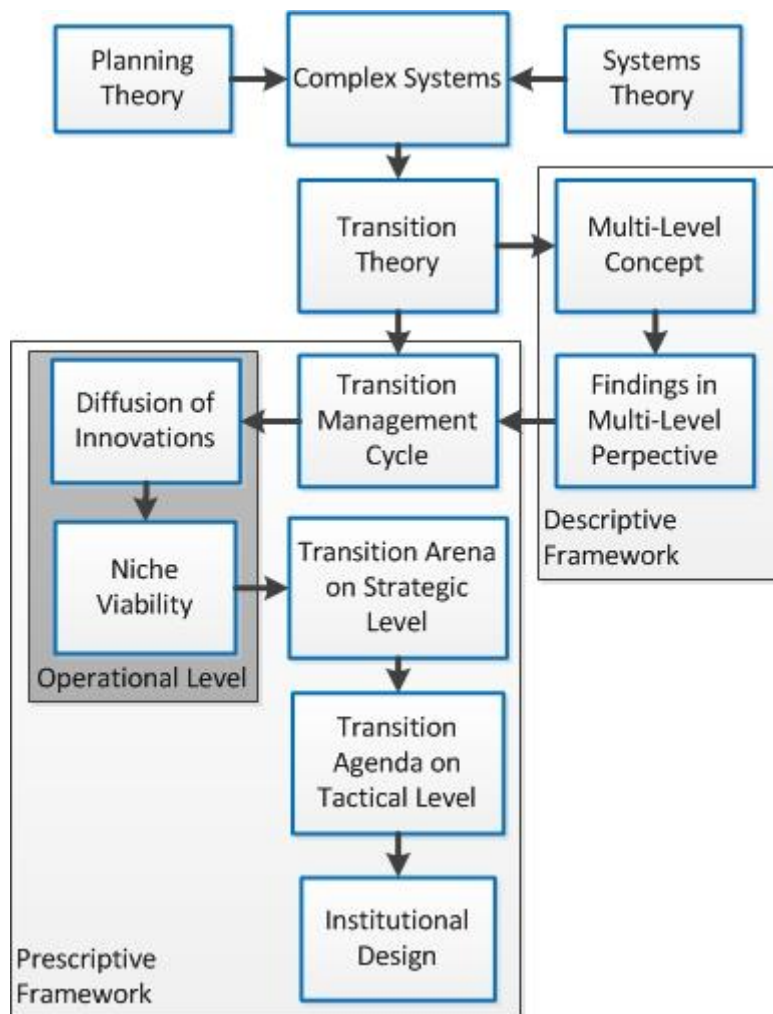 Planning
Theory
Complex Systems
Systems
Theory
Transition
Theory
Multi-Level
Concept
Diffusion of
Innovations
Transition
Management
Cycle
Findings in
Multi-Level
Perpective
Descriptive
Framework
Niche
Viability
Operational Level
Transition Arena
on Strategic
Level
Transition
Agenda on
Tactical Level
Institutional
Design
Prescriptive
Framework